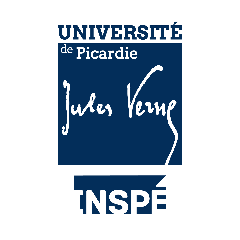 UNIVERSITÉ
de Picardie
Jules Verne
INSPÉ